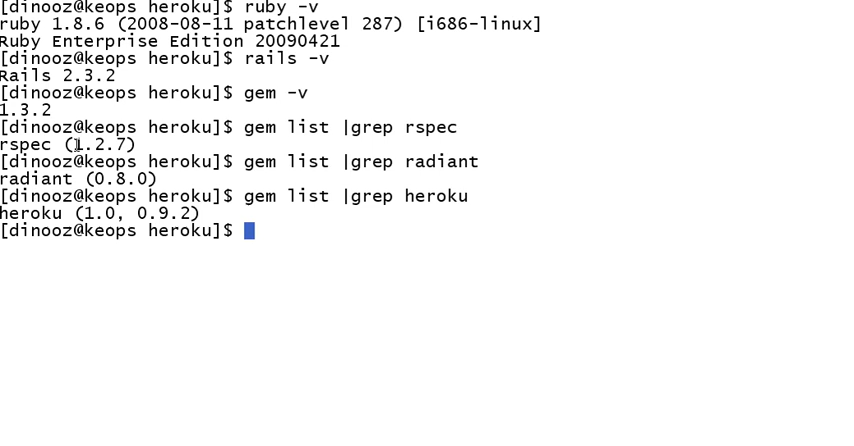 [dinooz@keops heroku]$ ruby -v
ruby 1.8.6 (2008-08-11 patchlevel 287) [i686-linux]
Ruby Enterprise Edition 20090421
[dinooz@keops heroku]$ rails -v
Rails 2.3.2
[dinooz@keops heroku]$ gem -v
1.3.2
[dinooz@keops heroku]$ gem list |grep rspec
rspec (1.2.7)
[dinooz@keops heroku]$ gem list |grep radiant
radiant (0.8.0)
[dinooz@keops heroku]$ gem list |grep heroku
heroku (1.0, 0.9.2)
[dinooz@keops heroku]$